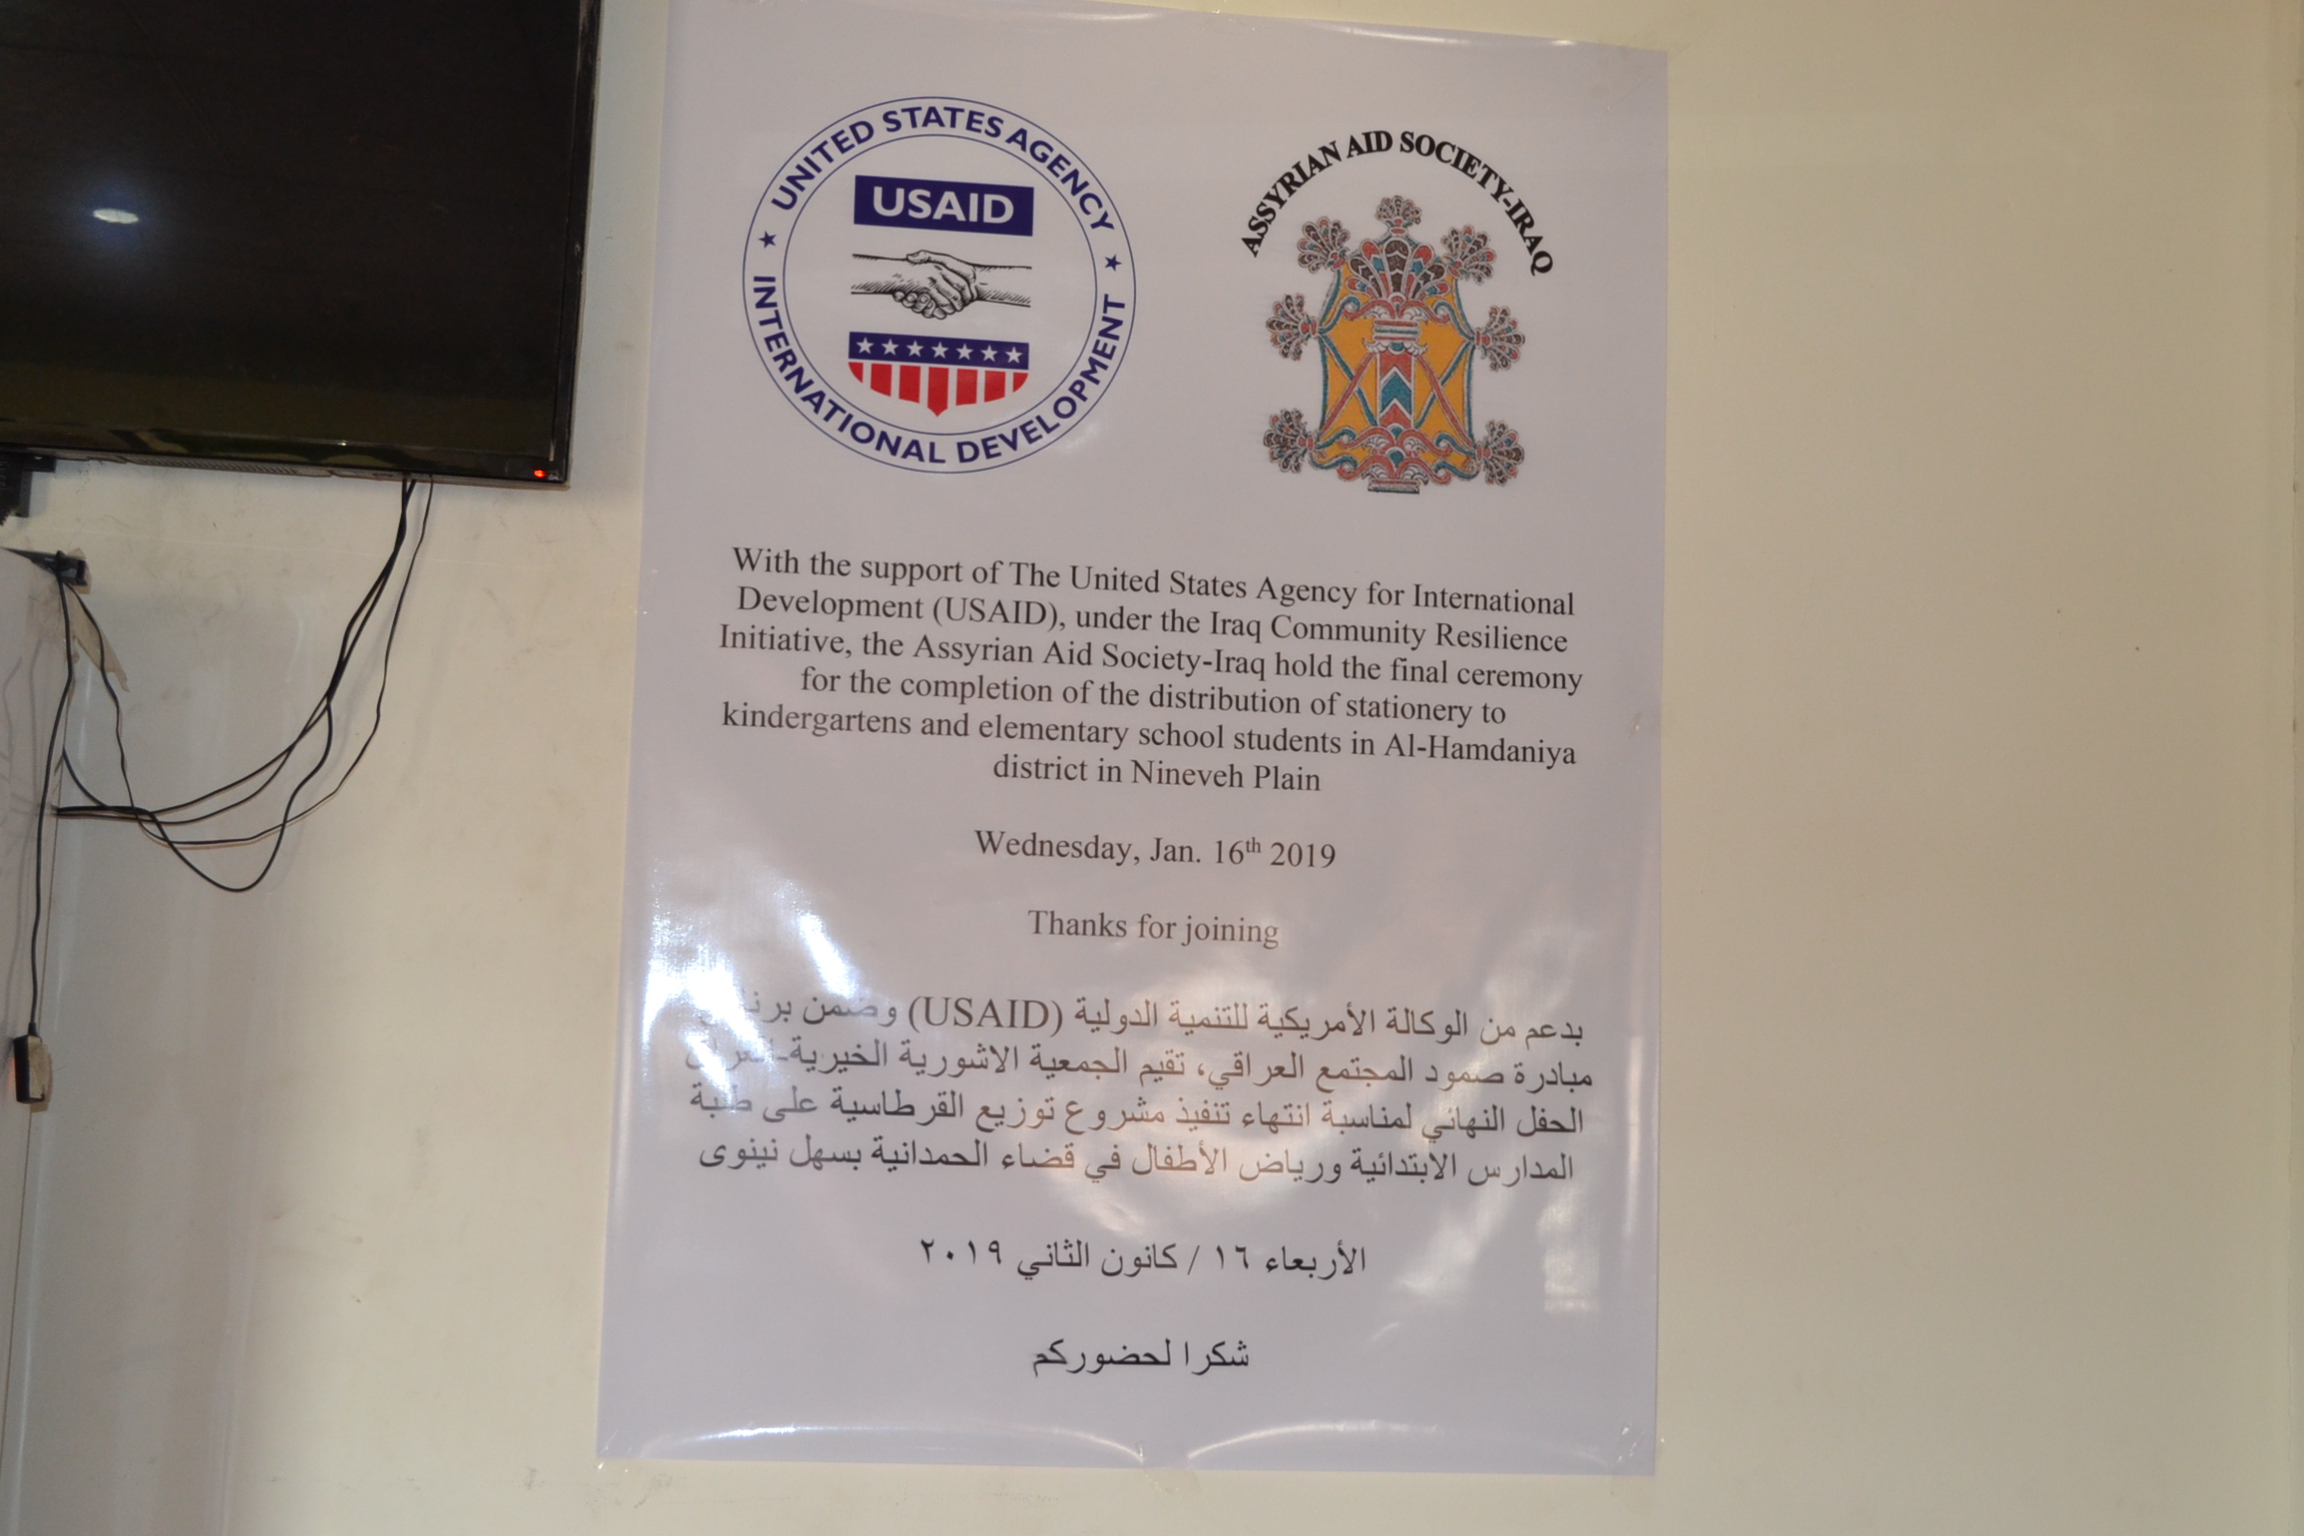 UNITED STATES AGENCY
INTERNATIONAL DEVELOPMENT
USAID
ASSYRIAN AID SOCIETY-IRAQ
With the support of The United States Agency for International
Development (USAID), under the Iraq Community Resilience
Initiative, the Assyrian Aid Society-Iraq hold the final ceremony
for the completion of the distribution of stationery to
kindergartens and elementary school students in Al-Hamdaniya
district in Nineveh Plain
Wednesday, Jan. 16th 2019
Thanks for joining
بدعم من الوكالة الأمريكية للتنمية الدولية (USAID) وضمن
مبادرة صمود المجتمع العراقي، تقيم الجمعية الاشورية الخيرية-العراق
الحفل النهائي لمناسبة انتهاء تنفيذ مشروع توزيع القرطاسية على طلبة
المدارس الابتدائية ورياض الأطفال في قضاء الحمدانية بسهل نينوى
الأربعاء ١٦ / كانون الثاني ٢٠١٩
شكرا لحضوركم